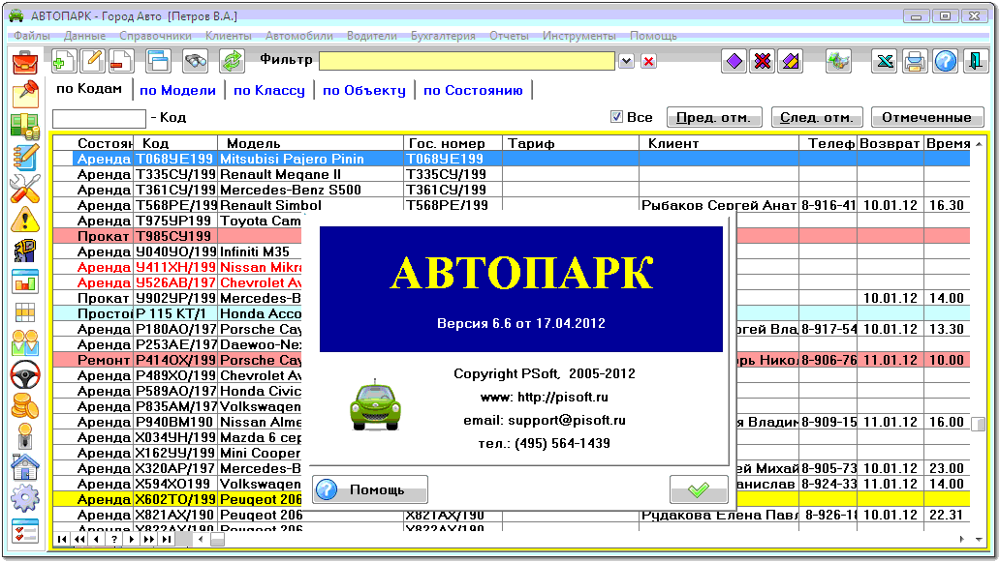 АВТОПАРК - Город Авто [Петров В.А.]
Файлы Данные Справочники Клиенты Автомобили Водители Бухгалтерия Отчеты Инструменты Помощь
Фильтр
по Кодам по Модели по Классу по Объекту по Состоянию
- Код Все Пред. отм. След. отм. Отмеченные
Состоян Код Модель Гос. номер Тариф Клиент Телеф Возврат Время
Аренда Т068УЕ199 Mitsubisi Pajero Pinin Т068УЕ199
Аренда Т335СУ/199 Renault Megane II Т335СУ/199
Аренда Т361СУ/199 Mercedes-Benz S500 Т361СУ/199
Аренда Т568РЕ/199 Renault Simbol Т568РЕ/199 Рыбаков Сергей Анат 8-916-41 10.01.12 16.30
Аренда Т975УР199 Toyota Cam
Прокат Т985СУ199
Аренда У040УО/199 Infiniti M35
Аренда У411ХН/199 Nissan Mikra
Аренда У526АВ/197 Chevrolet Av
Прокат У902УР/199 Mercedes-B 10.01.12 14.00
Простой Р 115 КТ/1 Honda Acco
Аренда Р180АО/197 Porsche Cay ргей Вла 8-917-54 10.01.12 13.30
Аренда Р253АЕ/197 Daewoo-Nex
Ремонт Р414ОХ/199 Porsche Cay орь Нико 8-906-76 11.01.12 10.00
Аренда Р489ХО/199 Chevrolet Av
Аренда Р589АО/197 Honda Civic
Аренда Р835АМ/197 Volkswagen
Аренда Р940ВМ190 Nissan Alme я Владим 8-909-15 11.01.12 16.00
Аренда Х034УН/199 Mazda 6 сер
Аренда Х162УУ/199 Mini Cooper
Аренда Х320АР/197 Mercedes-B ей Михай 8-905-73 10.01.12 23.00
Аренда Х594ХО199 Volkswagen анислав 8-924-33 11.01.12 14.00
Аренда Х602ТО/199 Peugeot 206
Аренда Х821АХ/199 Peugeot 206 Х821АХ/199 Рудакова Елена Павл 8-926-18 10.01.12 22.31
Аренда Х822АХ/199 Peugeot 206 Х822АХ/199
АВТОПАРК
Версия 6.6 от 17.04.2012
Copyright PSoft, 2005-2012
www: http://pisoft.ru
email: support@pisoft.ru
тел.: (495) 564-1439
Помощь